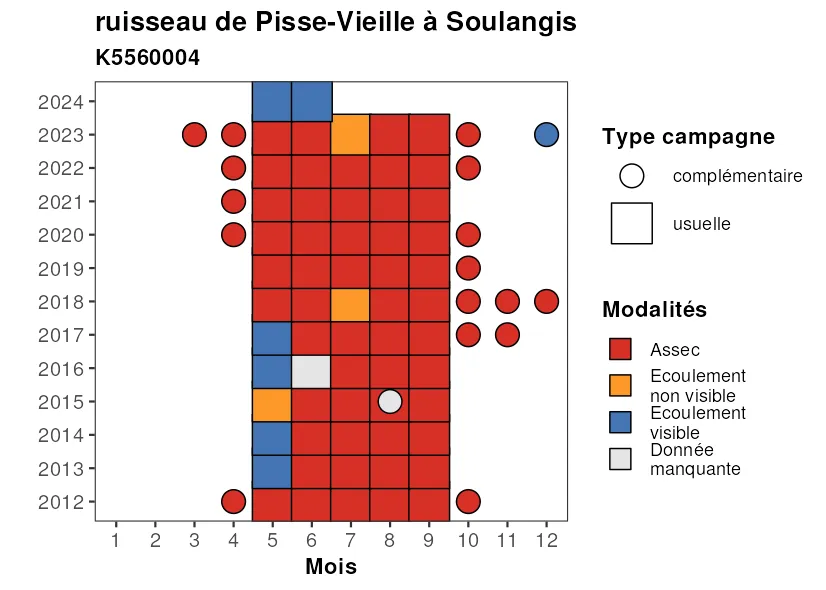 ruisseau de Pisse-Vieille à Soulangis
K5560004
2024
2023
2022
2021
2020
2019
2018
2017
2016
2015
2014
2013
2012
1 2 3 4 5 6 7 8 9 10 11 12
Mois
Type campagne
complémentaire
usuelle
Modalités
Assec
Ecoulement
non visible
Ecoulement
visible
Donnée
manquante